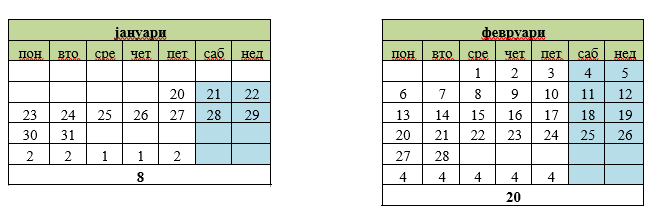 јануари
пон вто сре чет пет саб нед
20 21 22
23 24 25 26 27 28 29
30 31
2 2 1 1 2
8
февруари
пон вто сре чет пет саб нед
1 2 3 4 5
6 7 8 9 10 11 12
13 14 15 16 17 18 19
20 21 22 23 24 25 26
27 28
4 4 4 4 4
20